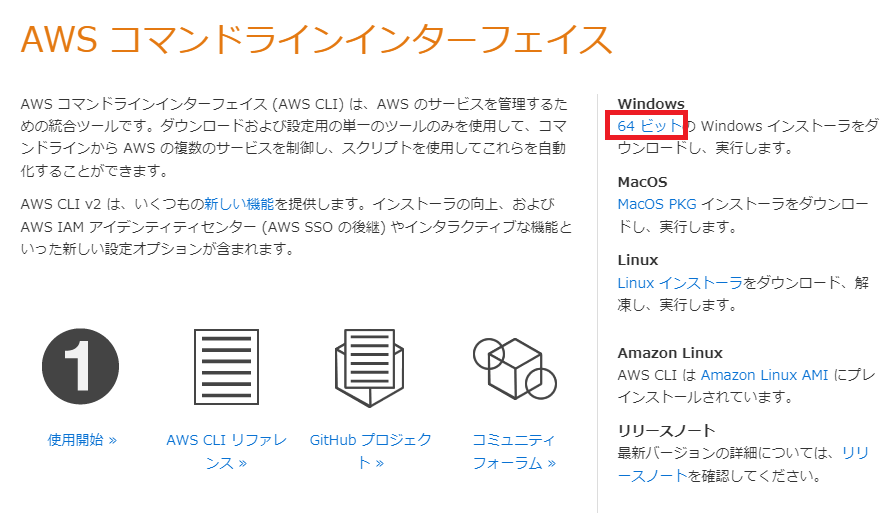 AWS コマンドラインインターフェイス
AWS コマンドラインインターフェイス (AWS CLI) は、AWS のサービスを管理するた
めの統合ツールです。ダウンロードおよび設定用の単一のツールのみを使用して、コマ
ンドラインから AWS の複数のサービスを制御し、スクリプトを使用してこれらを自動
化することができます。
AWS CLI v2 は、いくつもの新しい機能を提供します。インストーラの向上、および
AWS IAM アイデンティティセンター (AWS SSO の後継) やインタラクティブな機能と
いった新しい設定オプションが含まれます。
1
使用開始 »
AWS CLI リファレ
ンス »
GitHub プロジェク
ト »
コミュニティ
フォーラム »
Windows
64 ビットの Windows インストーラをダ
ウンロードし、実行します。
MacOS
MacOS PKG インストーラをダウンロー
ドし、実行します。
Linux
Linux インストーラをダウンロード、解
凍し、実行します。
Amazon Linux
AWS CLI は Amazon Linux AMI にプレ
インストールされています。
リリースノート
最新バージョンの詳細については、リリ
ースノートを確認してください。